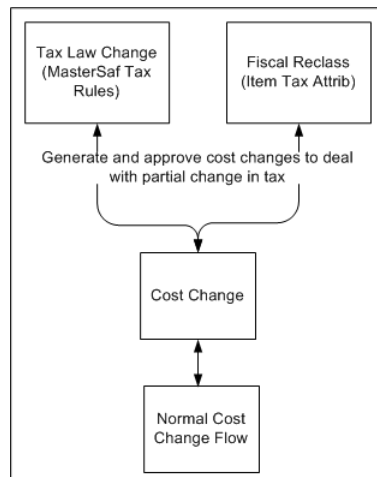 Tax Law Change
(MasterSaf Tax
Rules)
Fiscal Reclass
(Item Tax Attrib)
Generate and approve cost changes to deal
with partial change in tax
Cost Change
Normal Cost
Change Flow